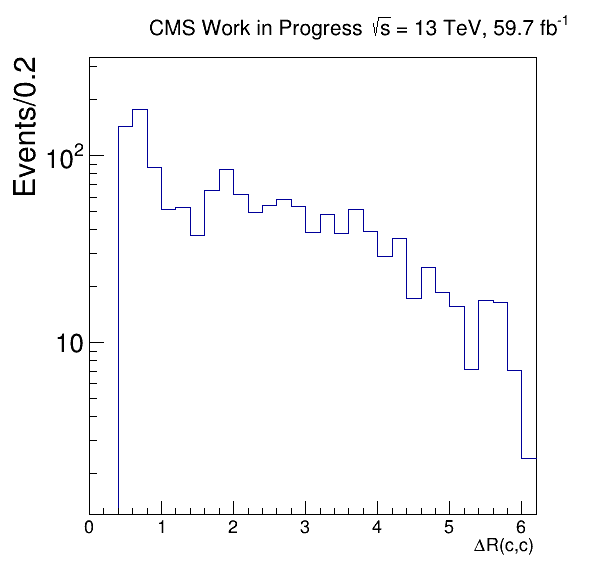 CMS Work in Progress √s = 13 TeV, 59.7 fb⁻¹
Events/0.2
10²
10
0 1 2 3 4 5 6
ΔR(c,c)